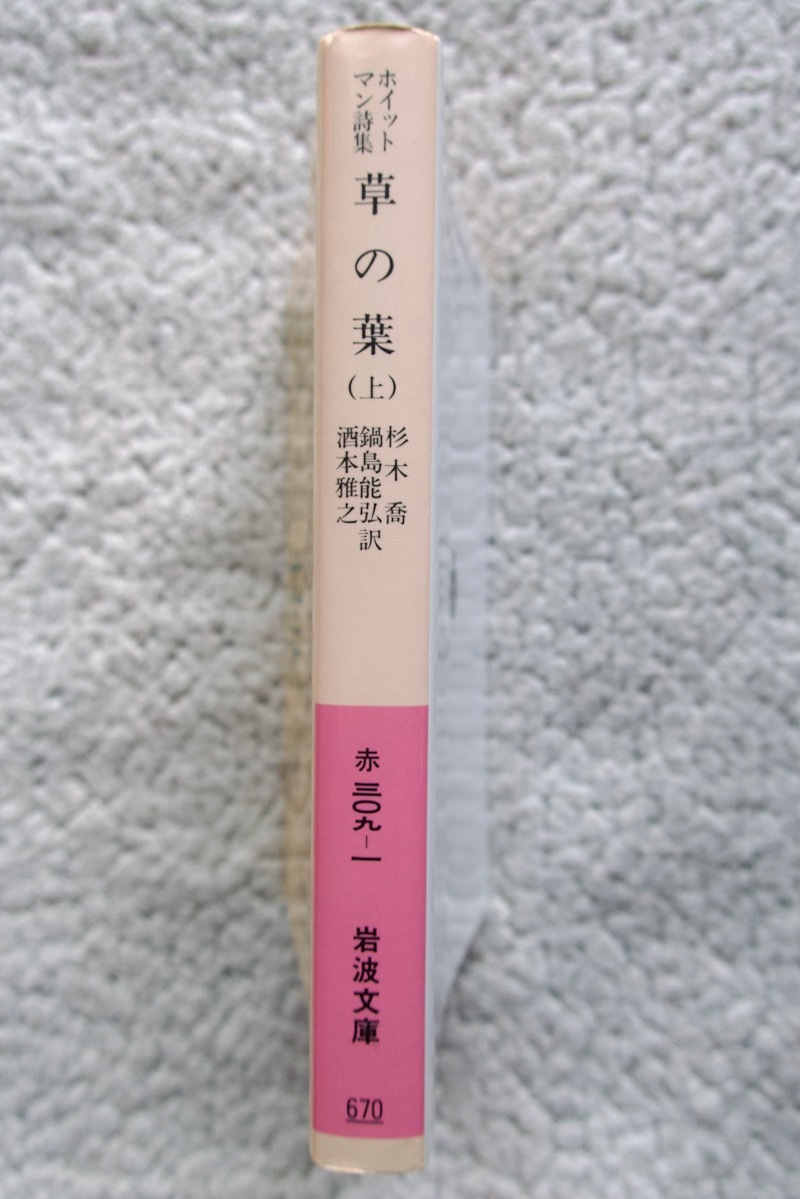 ホイット
マン詩集
草の葉
（上）
杉木喬
鍋島能弘訳
酒本雅之
赤三〇九-一
岩波文庫
670